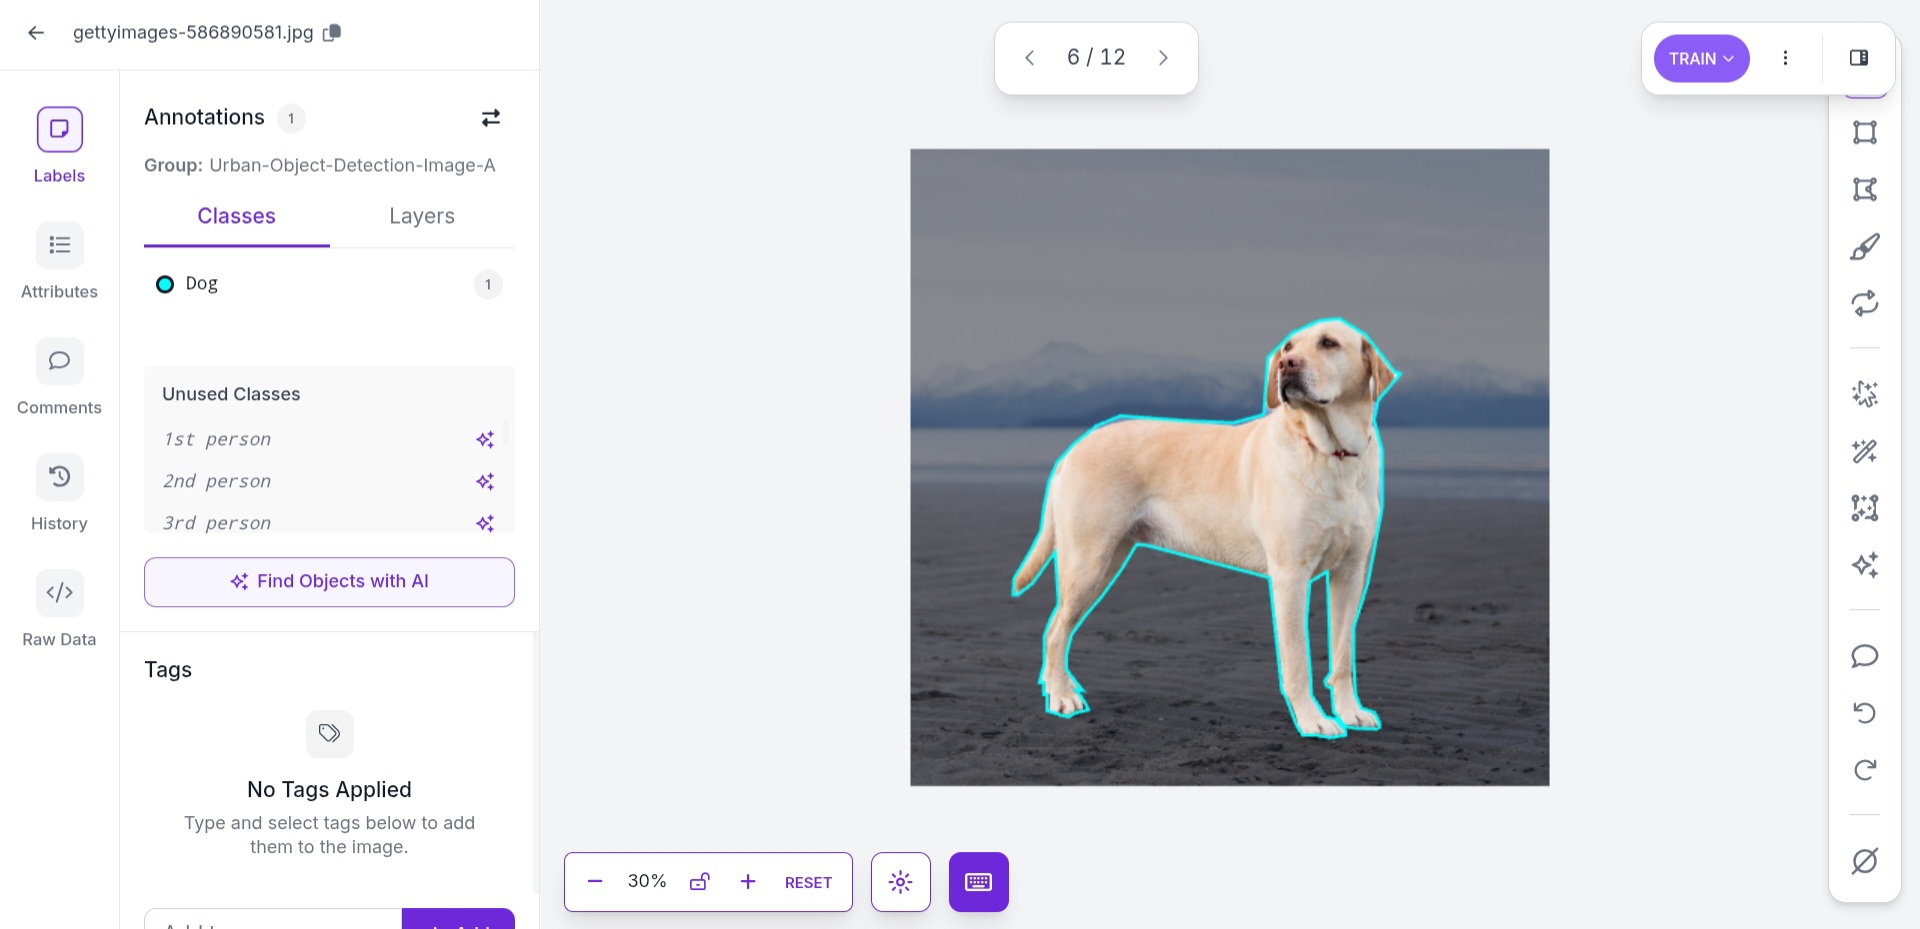 gettyimages-586890581.jpg
6 / 12
TRAIN
Labels
Attributes
Comments
History
Raw Data
Annotations 1
Group: Urban-Object-Detection-Image-A
Classes Layers
Dog 1
Unused Classes
1st person
2nd person
3rd person
Find Objects with AI
Tags
No Tags Applied
Type and select tags below to add
them to the image.
30% RESET